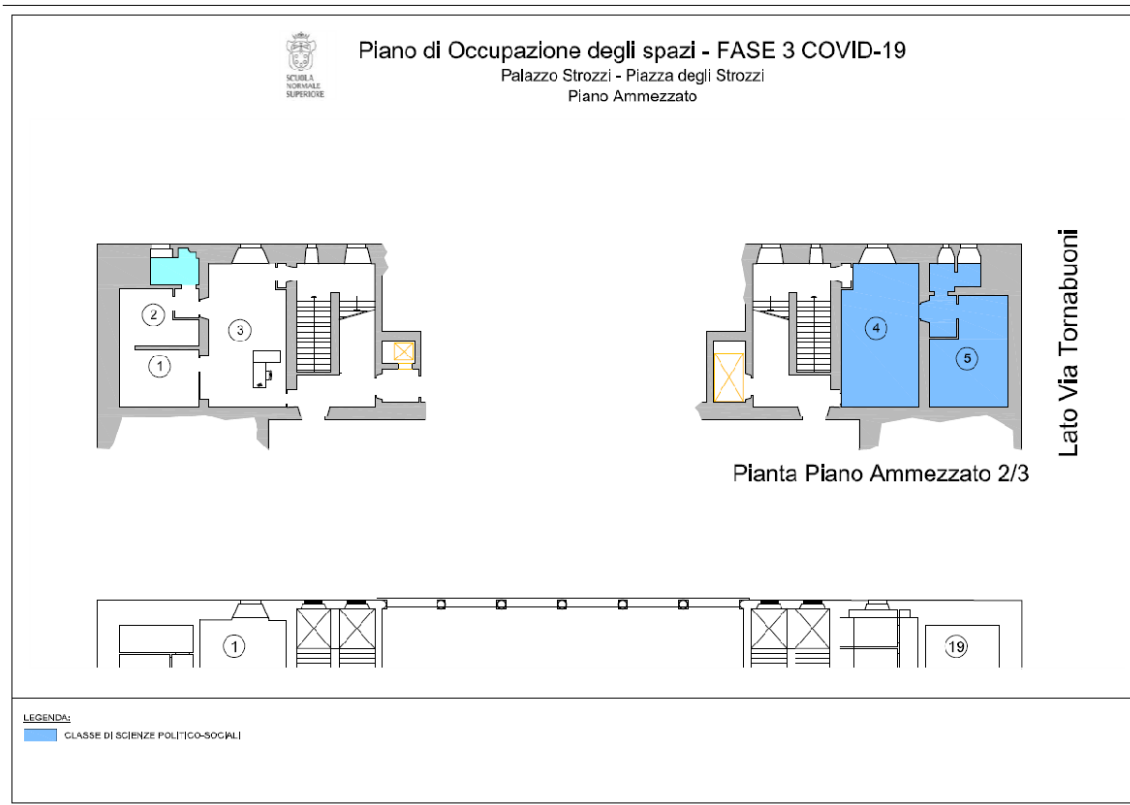 Piano di Occupazione degli spazi - FASE 3 COVID-19
SCUOLA
NORMALE
SUPERIORE
Palazzo Strozzi - Piazza degli Strozzi
Piano Ammezzato
Lato Via Tornabuoni
2
3
1
4
5
Pianta Piano Ammezzato 2/3
1
19
LEGENDA:
CLASSE DI SCIENZE POLITICO-SOCIALI